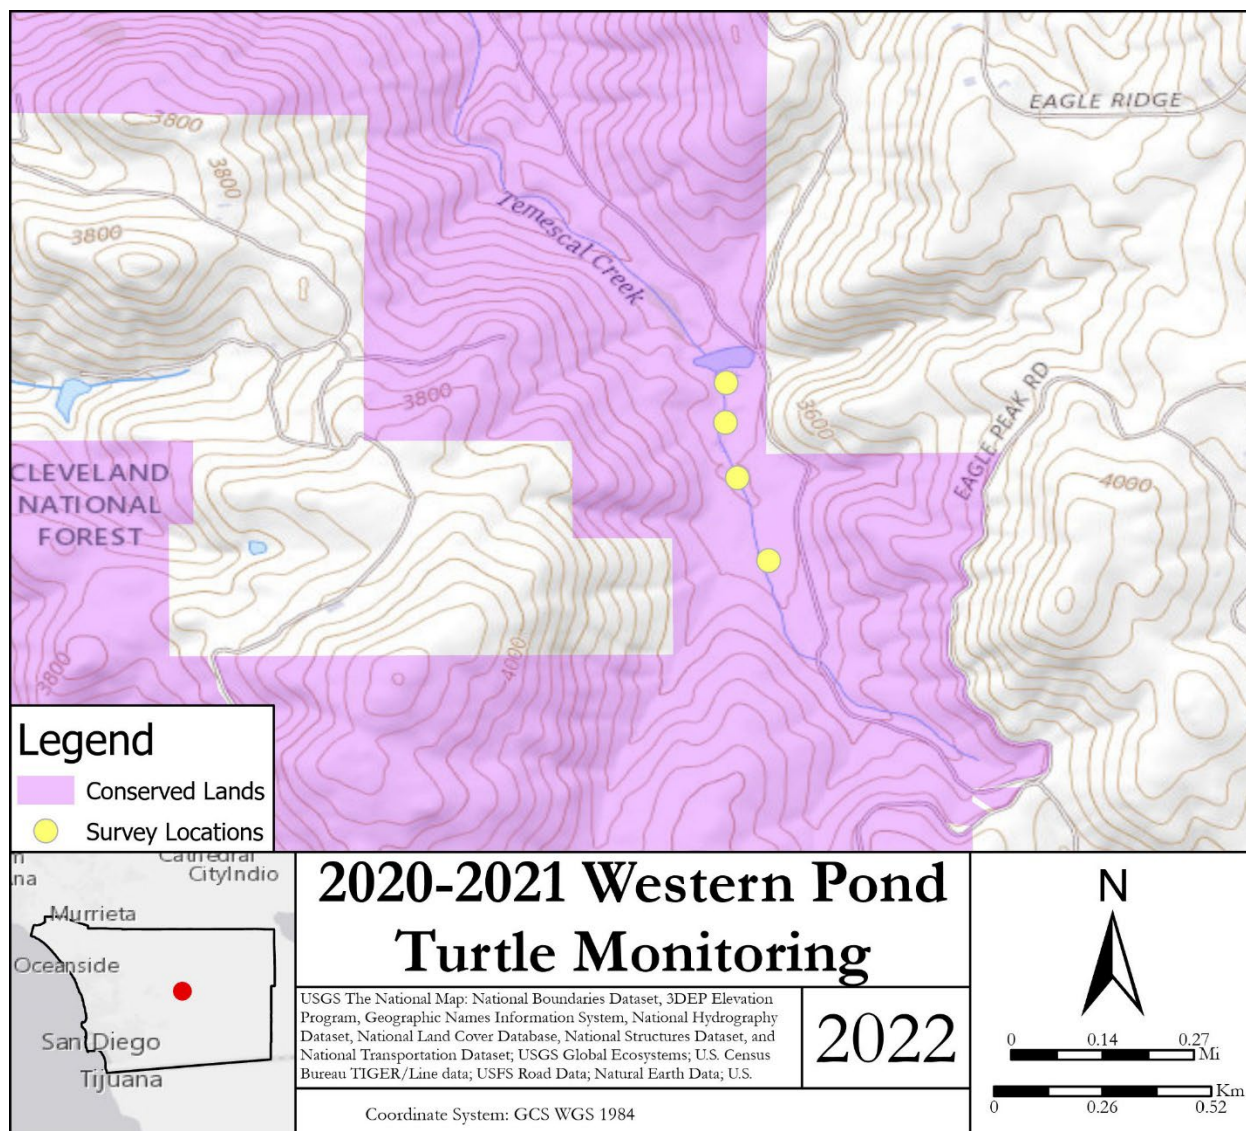 EAGLE RIDGE
3800
3800
3800
Temescal Creek
3800
3600
EAGLE PEAK RD
4000
CLEVELAND
NATIONAL
FOREST
3800
4000
Legend
Conserved Lands
Survey Locations
Cathedral
CityIndio
m
na
Murrieta
Oceanside
San Diego
Tijuana
2020-2021 Western Pond
Turtle Monitoring
USGS The National Map: National Boundaries Dataset, 3DEP Elevation
Program, Geographic Names Information System, National Hydrography
Dataset, National Land Cover Database, National Structures Dataset, and
National Transportation Dataset; USGS Global Ecosystems; U.S. Census
Bureau TIGER/Line data; USFS Road Data; Natural Earth Data; U.S.
2022
Coordinate System: GCS WGS 1984
N
0 0.14 0.27
Mi
Km
0 0.26 0.52